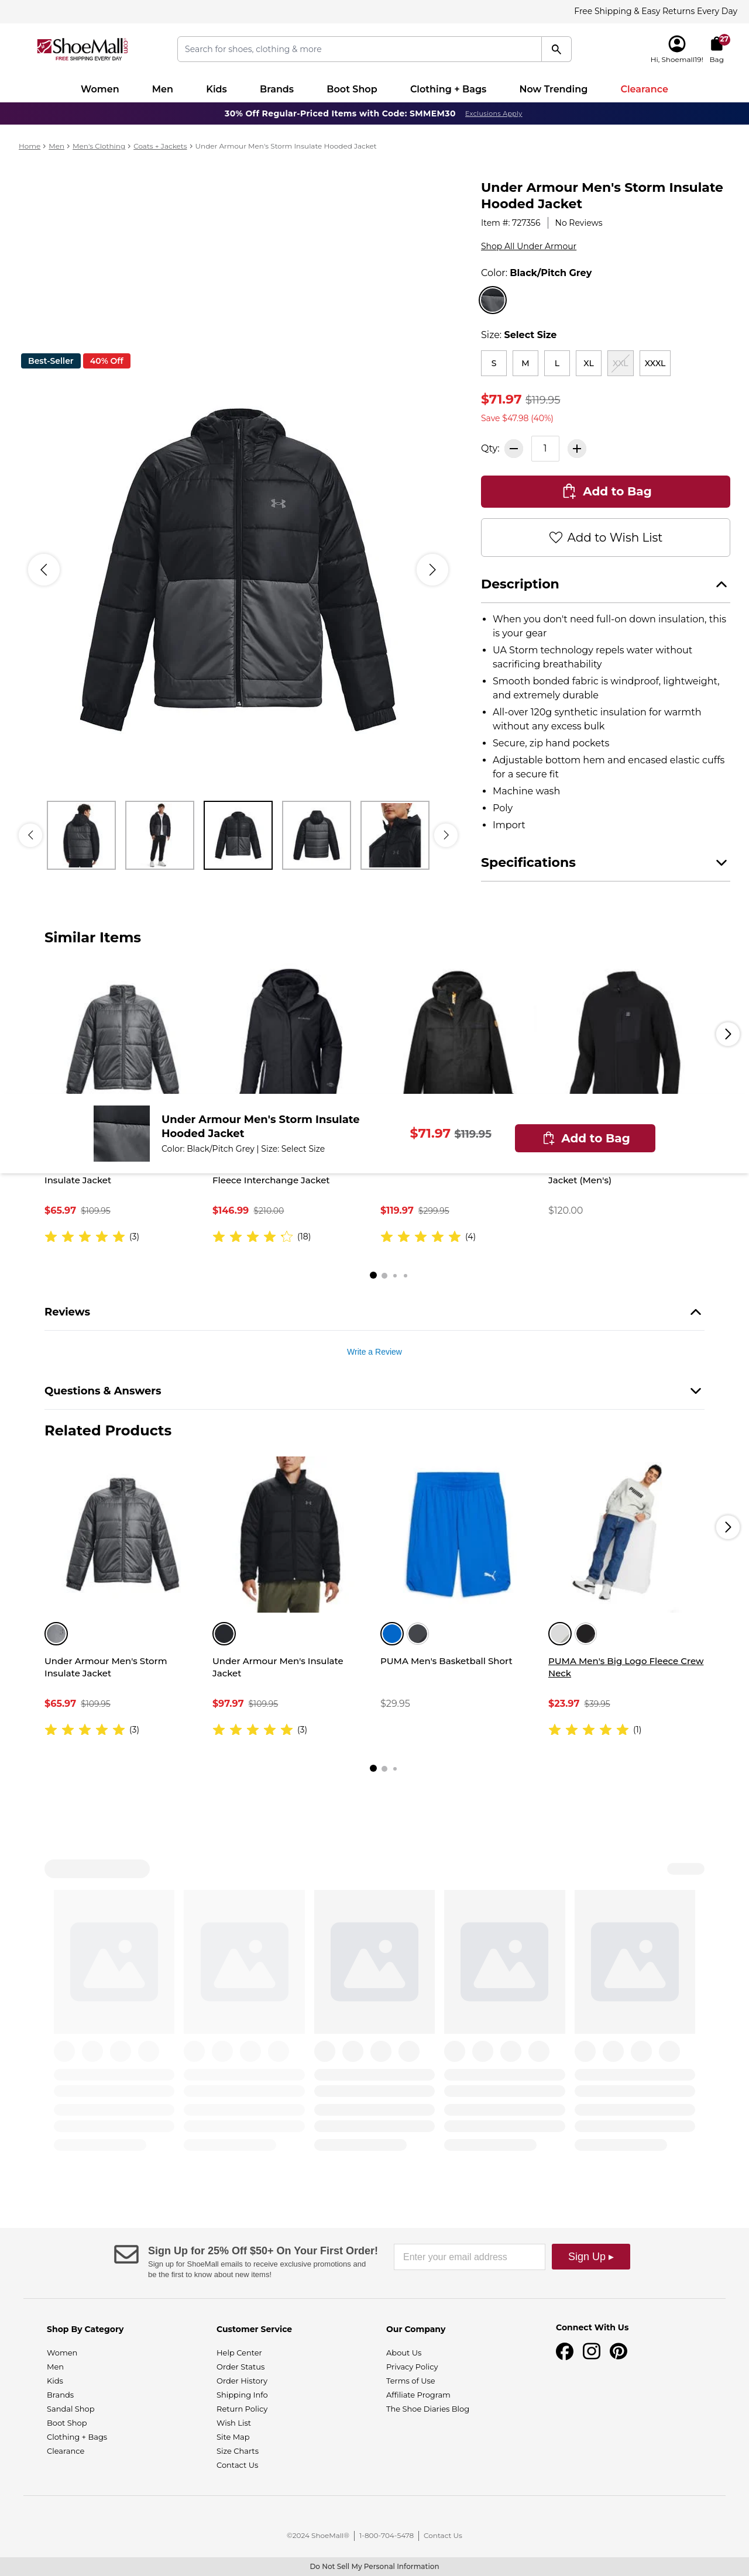 Free Shipping & Easy Returns Every Day
ShoeMall.com
FREE SHIPPING EVERY DAY
Search for shoes, clothing & more
Hi, Shoemall19!
27
Bag
Women
Men
Kids
Brands
Boot Shop
Clothing + Bags
Now Trending
Clearance
30% Off Regular-Priced Items with Code: SMMEM30 Exclusions Apply
Home > Men > Men's Clothing > Coats + Jackets > Under Armour Men's Storm Insulate Hooded Jacket
Best-Seller
40% Off
Under Armour Men's Storm Insulate
Hooded Jacket
Item #: 727356 | No Reviews
Shop All Under Armour
Color: Black/Pitch Grey
Size: Select Size
S
M
L
XL
XXL
XXXL
$71.97 $119.95
Save $47.98 (40%)
Qty:
1
Add to Bag
Add to Wish List
Description
• When you don't need full-on down insulation, this
is your gear
• UA Storm technology repels water without
sacrificing breathability
• Smooth bonded fabric is windproof, lightweight,
and extremely durable
• All-over 120g synthetic insulation for warmth
without any excess bulk
• Secure, zip hand pockets
• Adjustable bottom hem and encased elastic cuffs
for a secure fit
• Machine wash
• Poly
• Import
Specifications
Similar Items
Under Armour Men's Storm Insulate
Hooded Jacket
Color: Black/Pitch Grey | Size: Select Size
$71.97 $119.95
Add to Bag
Insulate Jacket
Fleece Interchange Jacket
Jacket (Men's)
$65.97 $109.95
$146.99 $210.00
$119.97 $299.95
$120.00
(3)
(18)
(4)
Reviews
Write a Review
Questions & Answers
Related Products
Under Armour Men's Storm
Insulate Jacket
Under Armour Men's Insulate
Jacket
PUMA Men's Basketball Short
PUMA Men's Big Logo Fleece Crew
Neck
$65.97 $109.95
$97.97 $109.95
$29.95
$23.97 $39.95
(3)
(3)
(1)
Sign Up for 25% Off $50+ On Your First Order!
Sign up for ShoeMall emails to receive exclusive promotions and
be the first to know about new items!
Enter your email address
Sign Up ▸
Shop By Category
Women
Men
Kids
Brands
Sandal Shop
Boot Shop
Clothing + Bags
Clearance
Customer Service
Help Center
Order Status
Order History
Shipping Info
Return Policy
Wish List
Site Map
Size Charts
Contact Us
Our Company
About Us
Privacy Policy
Terms of Use
Affiliate Program
The Shoe Diaries Blog
Connect With Us
©2024 ShoeMall® | 1-800-704-5478 | Contact Us
Do Not Sell My Personal Information